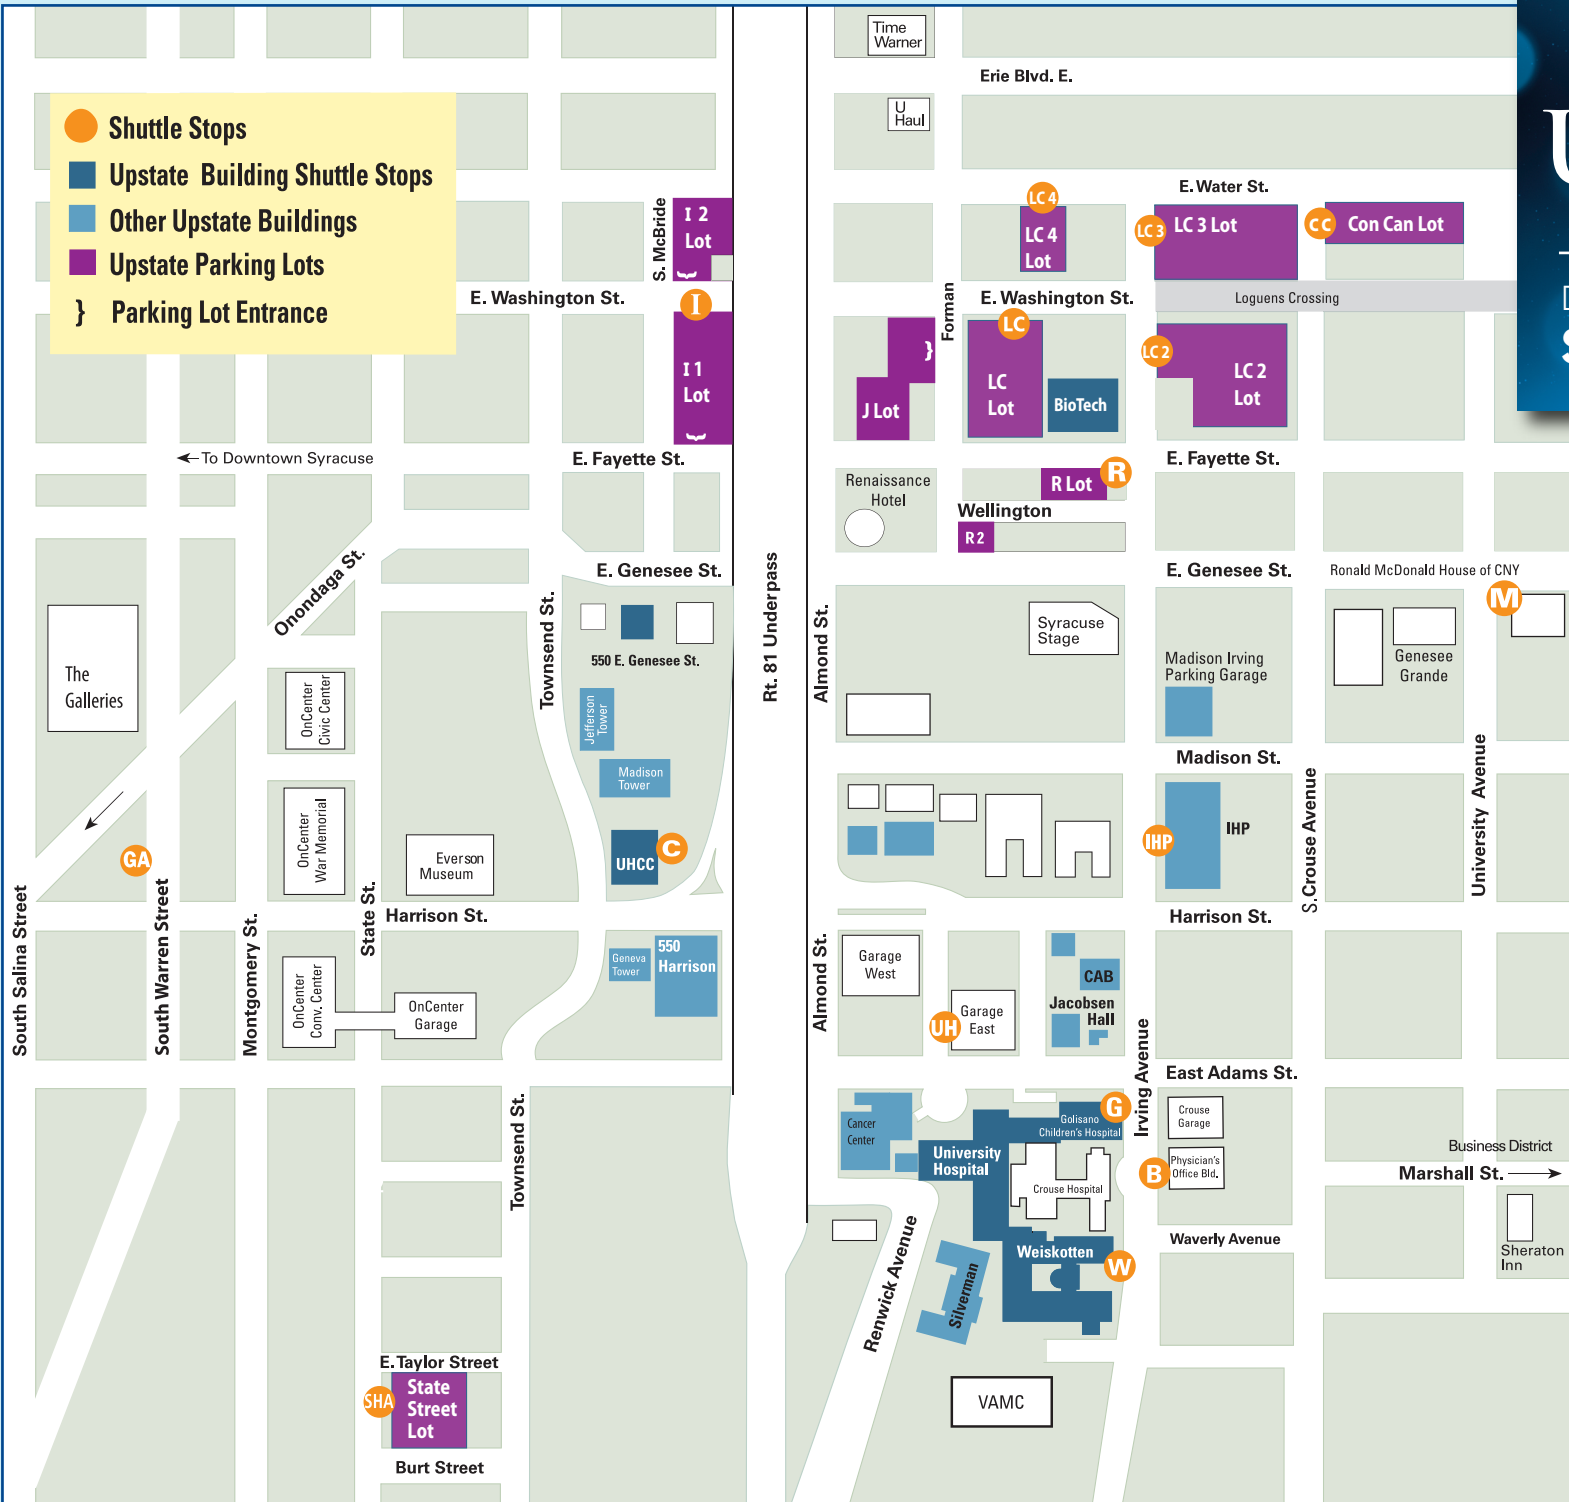 Time
Warner
Erie Blvd. E.
U
Haul
Shuttle Stops
Upstate Building Shuttle Stops
Other Upstate Buildings
Upstate Parking Lots
} Parking Lot Entrance
E. Water St.
S. McBride
I 2
Lot
LC 4
LC 4
Lot
LC 3
LC 3 Lot
CC
Con Can Lot
E. Washington St.
I
Forman
E. Washington St.
Loguens Crossing
I 1
Lot
}
J Lot
LC
LC
Lot
BioTech
LC 2
LC 2
Lot
To Downtown Syracuse
E. Fayette St.
E. Fayette St.
Renaissance
Hotel
R Lot
R
Wellington
R 2
Onondaga St.
E. Genesee St.
E. Genesee St.
Ronald McDonald House of CNY
M
The
Galleries
OnCenter
Civic Center
Townsend St.
550 E. Genesee St.
Rt. 81 Underpass
Almond St.
Syracuse
Stage
Madison Irving
Parking Garage
Genesee
Grande
Jefferson
Tower
Madison
Tower
Madison St.
University Avenue
S.Crouse Avenue
GA
OnCenter
War Memorial
Everson
Museum
UHCC
C
IHP
IHP
South Salina Street
South Warren Street
Montgomery St.
State St.
Harrison St.
Harrison St.
OnCenter
Conv. Center
OnCenter
Garage
Geneva
Tower
550
Harrison
Almond St.
Garage
West
UH
Garage
East
CAB
Jacobsen
Hall
Irving Avenue
East Adams St.
Townsend St.
Cancer
Center
G
Golisano
Children's Hospital
University
Hospital
Crouse Hospital
Crouse
Garage
B
Physician's
Office Bld.
Business District
Marshall St.
Waverly Avenue
Sheraton
Inn
Renwick Avenue
Silverman
Weiskotten
W
E. Taylor Street
SHA
State
Street
Lot
VAMC
Burt Street